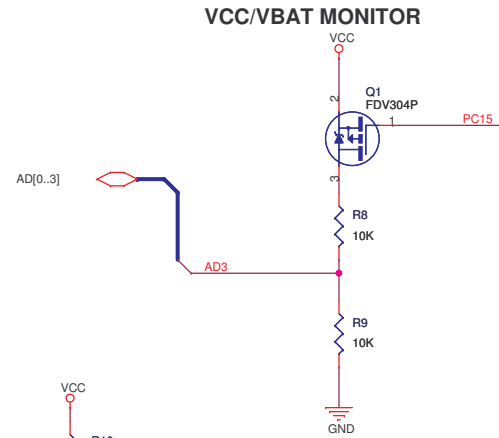 VCC/VBAT MONITOR
VCC
Q1
FDV304P
2
1
PC15
3
AD[0..3]
R8
10K
AD3
R9
10K
VCC
GND